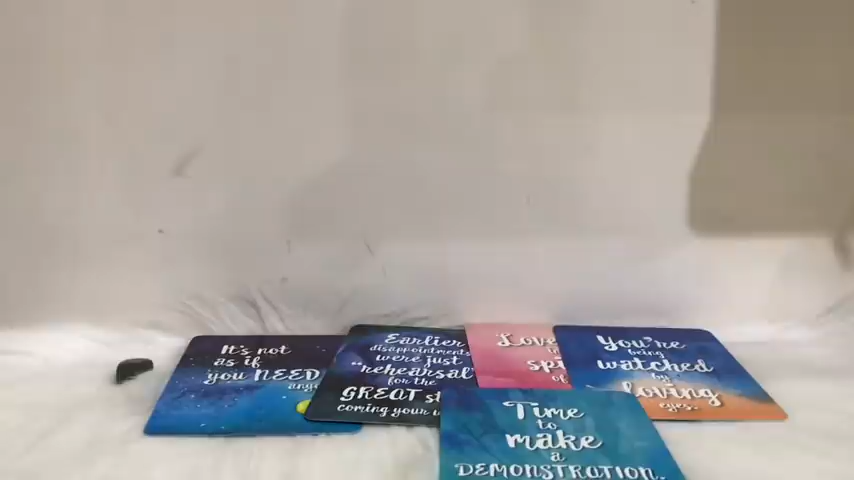 It's not
as if
you NEED
Earlier
disappointments
were just
"rehearsal"
for the
GREAT
coming your
Love
You're
being
watched
by
loving
eyes.
Time
to
make
a
DEMONSTRATION.